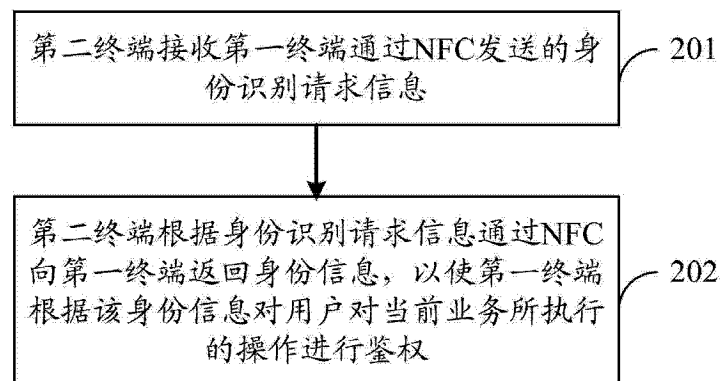 第二终端接收第一终端通过NFC发送的身
份识别请求信息
201
第二终端根据身份识别请求信息通过NFC
向第一终端返回身份信息，以使第一终端
根据该身份信息对用户对当前业务所执行
的操作进行鉴权
202